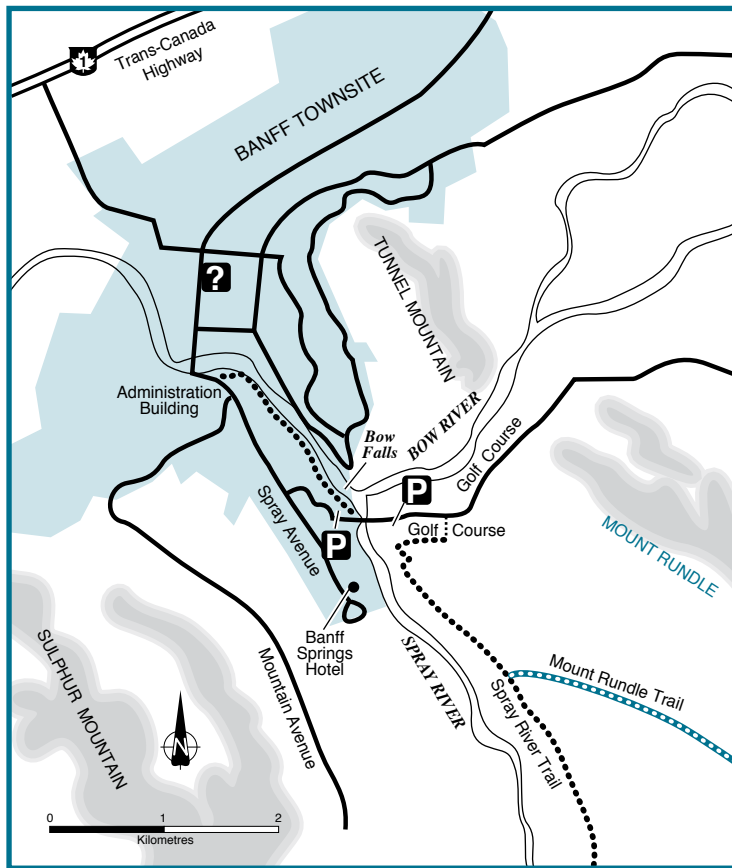 1
Trans-Canada
Highway
BANFF TOWNSITE
?
TUNNEL MOUNTAIN
Administration
Building
Bow
Falls
BOW RIVER
Golf Course
P
Spray Avenue
P
Golf Course
MOUNT RUNDLE
Banff
Springs
Hotel
SPRAY RIVER
SULPHUR MOUNTAIN
Mountain Avenue
Mount Rundle Trail
Spray River Trail
N
0 1 2
Kilometres